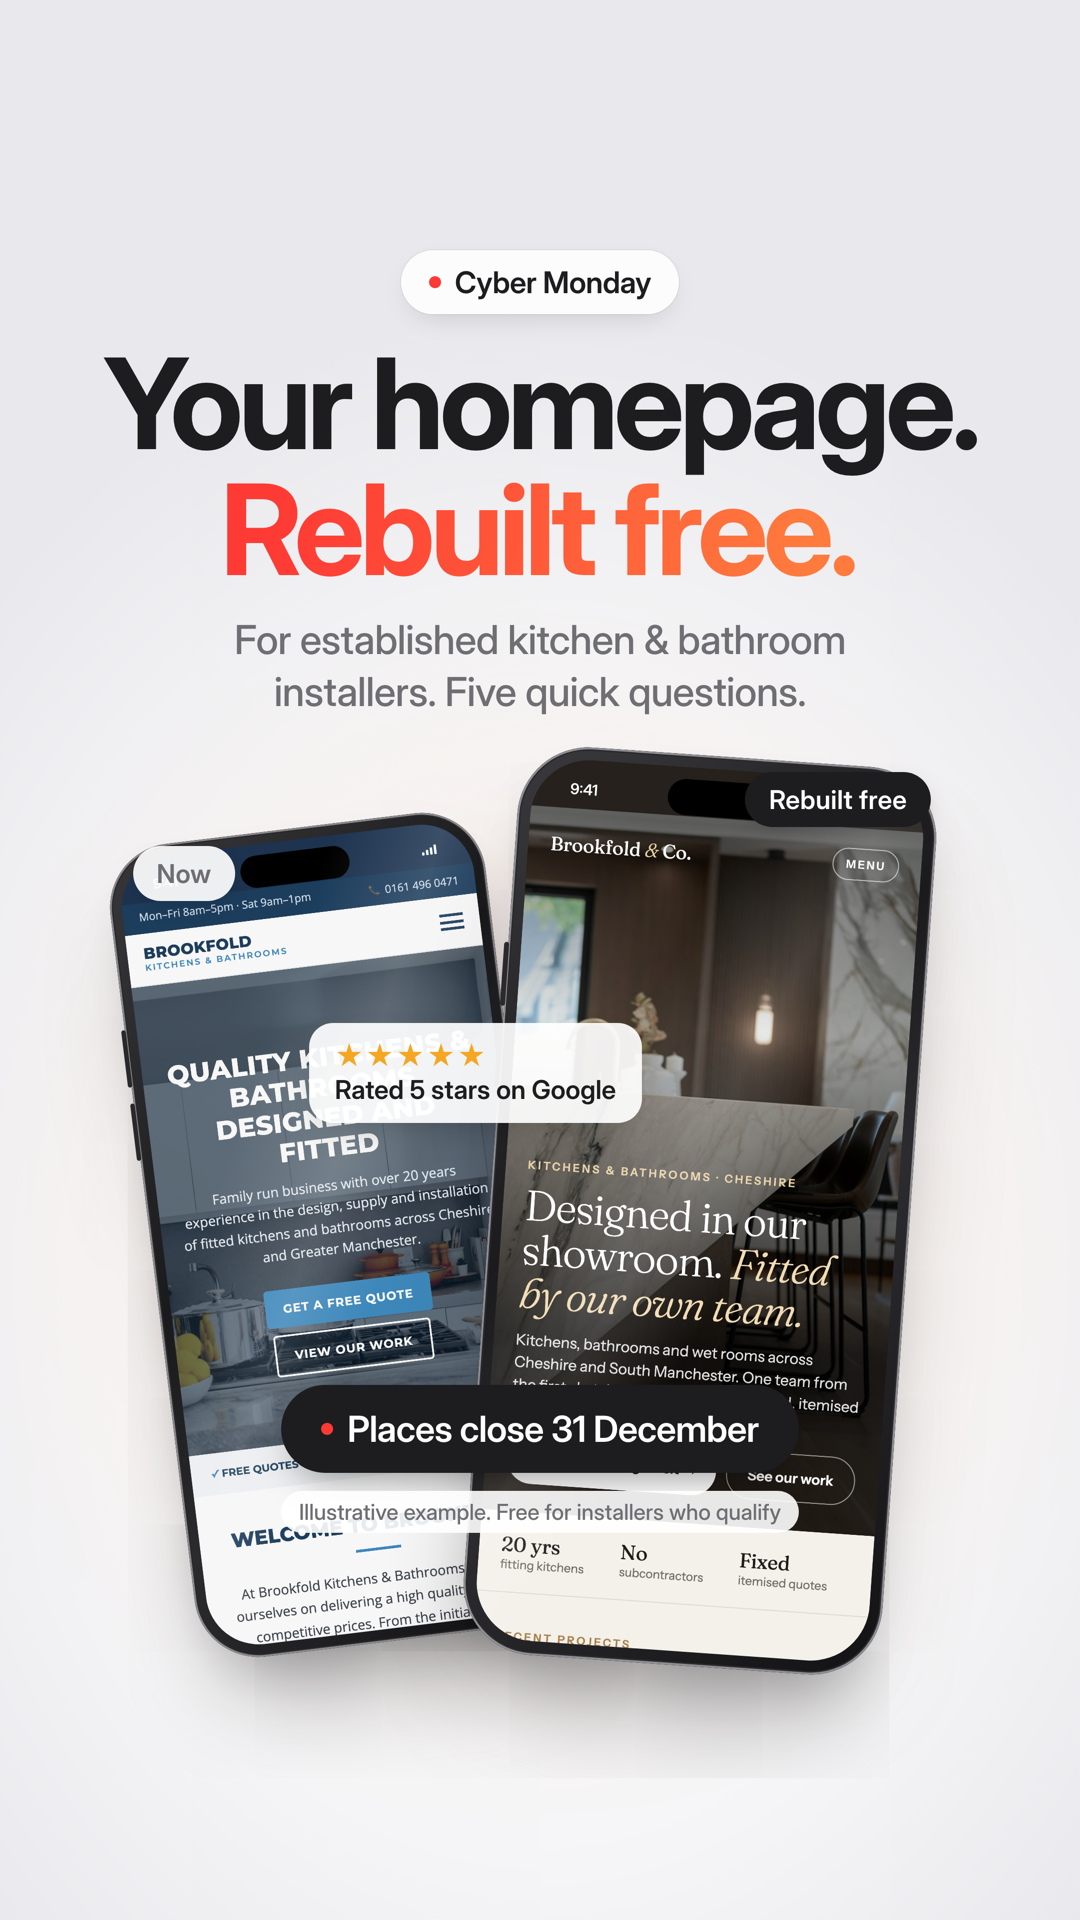 Cyber Monday
Your homepage.
Rebuilt free.
For established kitchen & bathroom
installers. Five quick questions.
Now
Mon–Fri 8am–5pm · Sat 9am–1pm
0161 496 0471
BROOKFOLD
KITCHENS & BATHROOMS
QUALITY KITCHENS &
BATHROOMS
DESIGNED AND
FITTED
Family run business with over 20 years
experience in the design, supply and installation
of fitted kitchens and bathrooms across Cheshire
and Greater Manchester.
GET A FREE QUOTE
VIEW OUR WORK
✓ FREE QUOTES
WELCOME TO
At Brookfold Kitchens & Bathrooms
ourselves on delivering a high
competitive prices. From the
9:41
Rebuilt free
Brookfold & Co.
MENU
★★★★★
Rated 5 stars on Google
KITCHENS & BATHROOMS · CHESHIRE
Designed in our
showroom. Fitted
by our own team.
Kitchens, bathrooms and wet rooms across
Cheshire and South Manchester. One team from
itemised
Places close 31 December
See our work
Illustrative example. Free for installers who qualify
20 yrs
fitting kitchens
No
subcontractors
Fixed
itemised quotes
PROJECTS